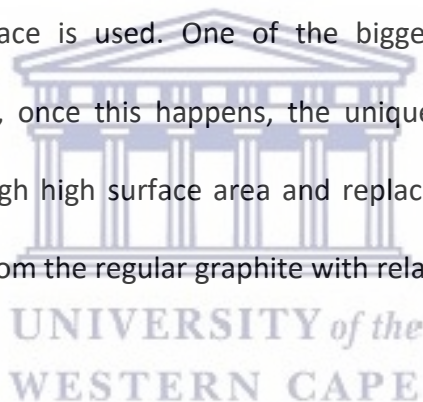 ace is used. One of the bigge
, once this happens, the unique
gh high surface area and replac
om the regular graphite with rela
UNIVERSITY of the
WESTERN CAPE